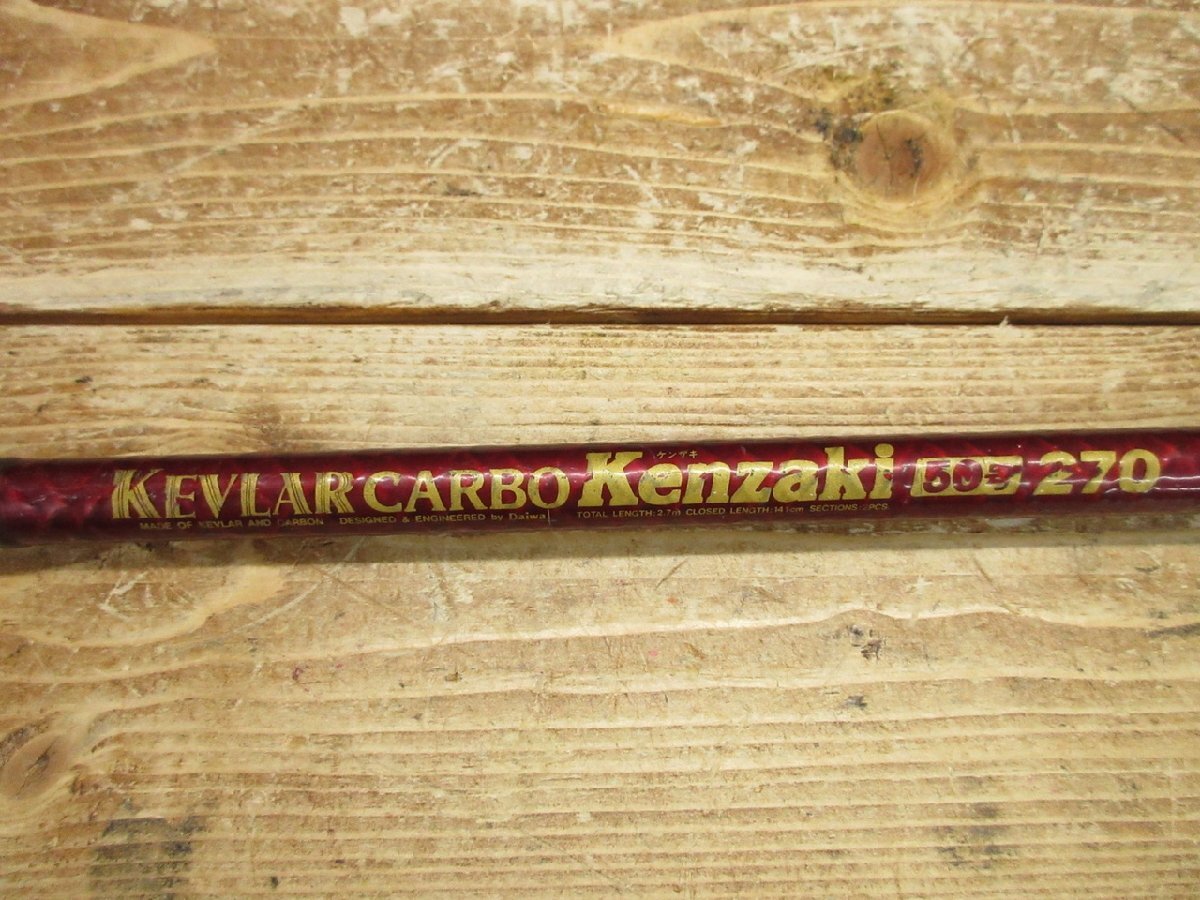 ケンザキ
KEVLAR CARBO Kenzaki 50号 270
MADE OF KEVLAR AND CARBON DESIGNED & ENGINEERED by Daiwa TOTAL LENGTH: 2.7m CLOSED LENGTH: 141cm SECTIONS: 2PCS.